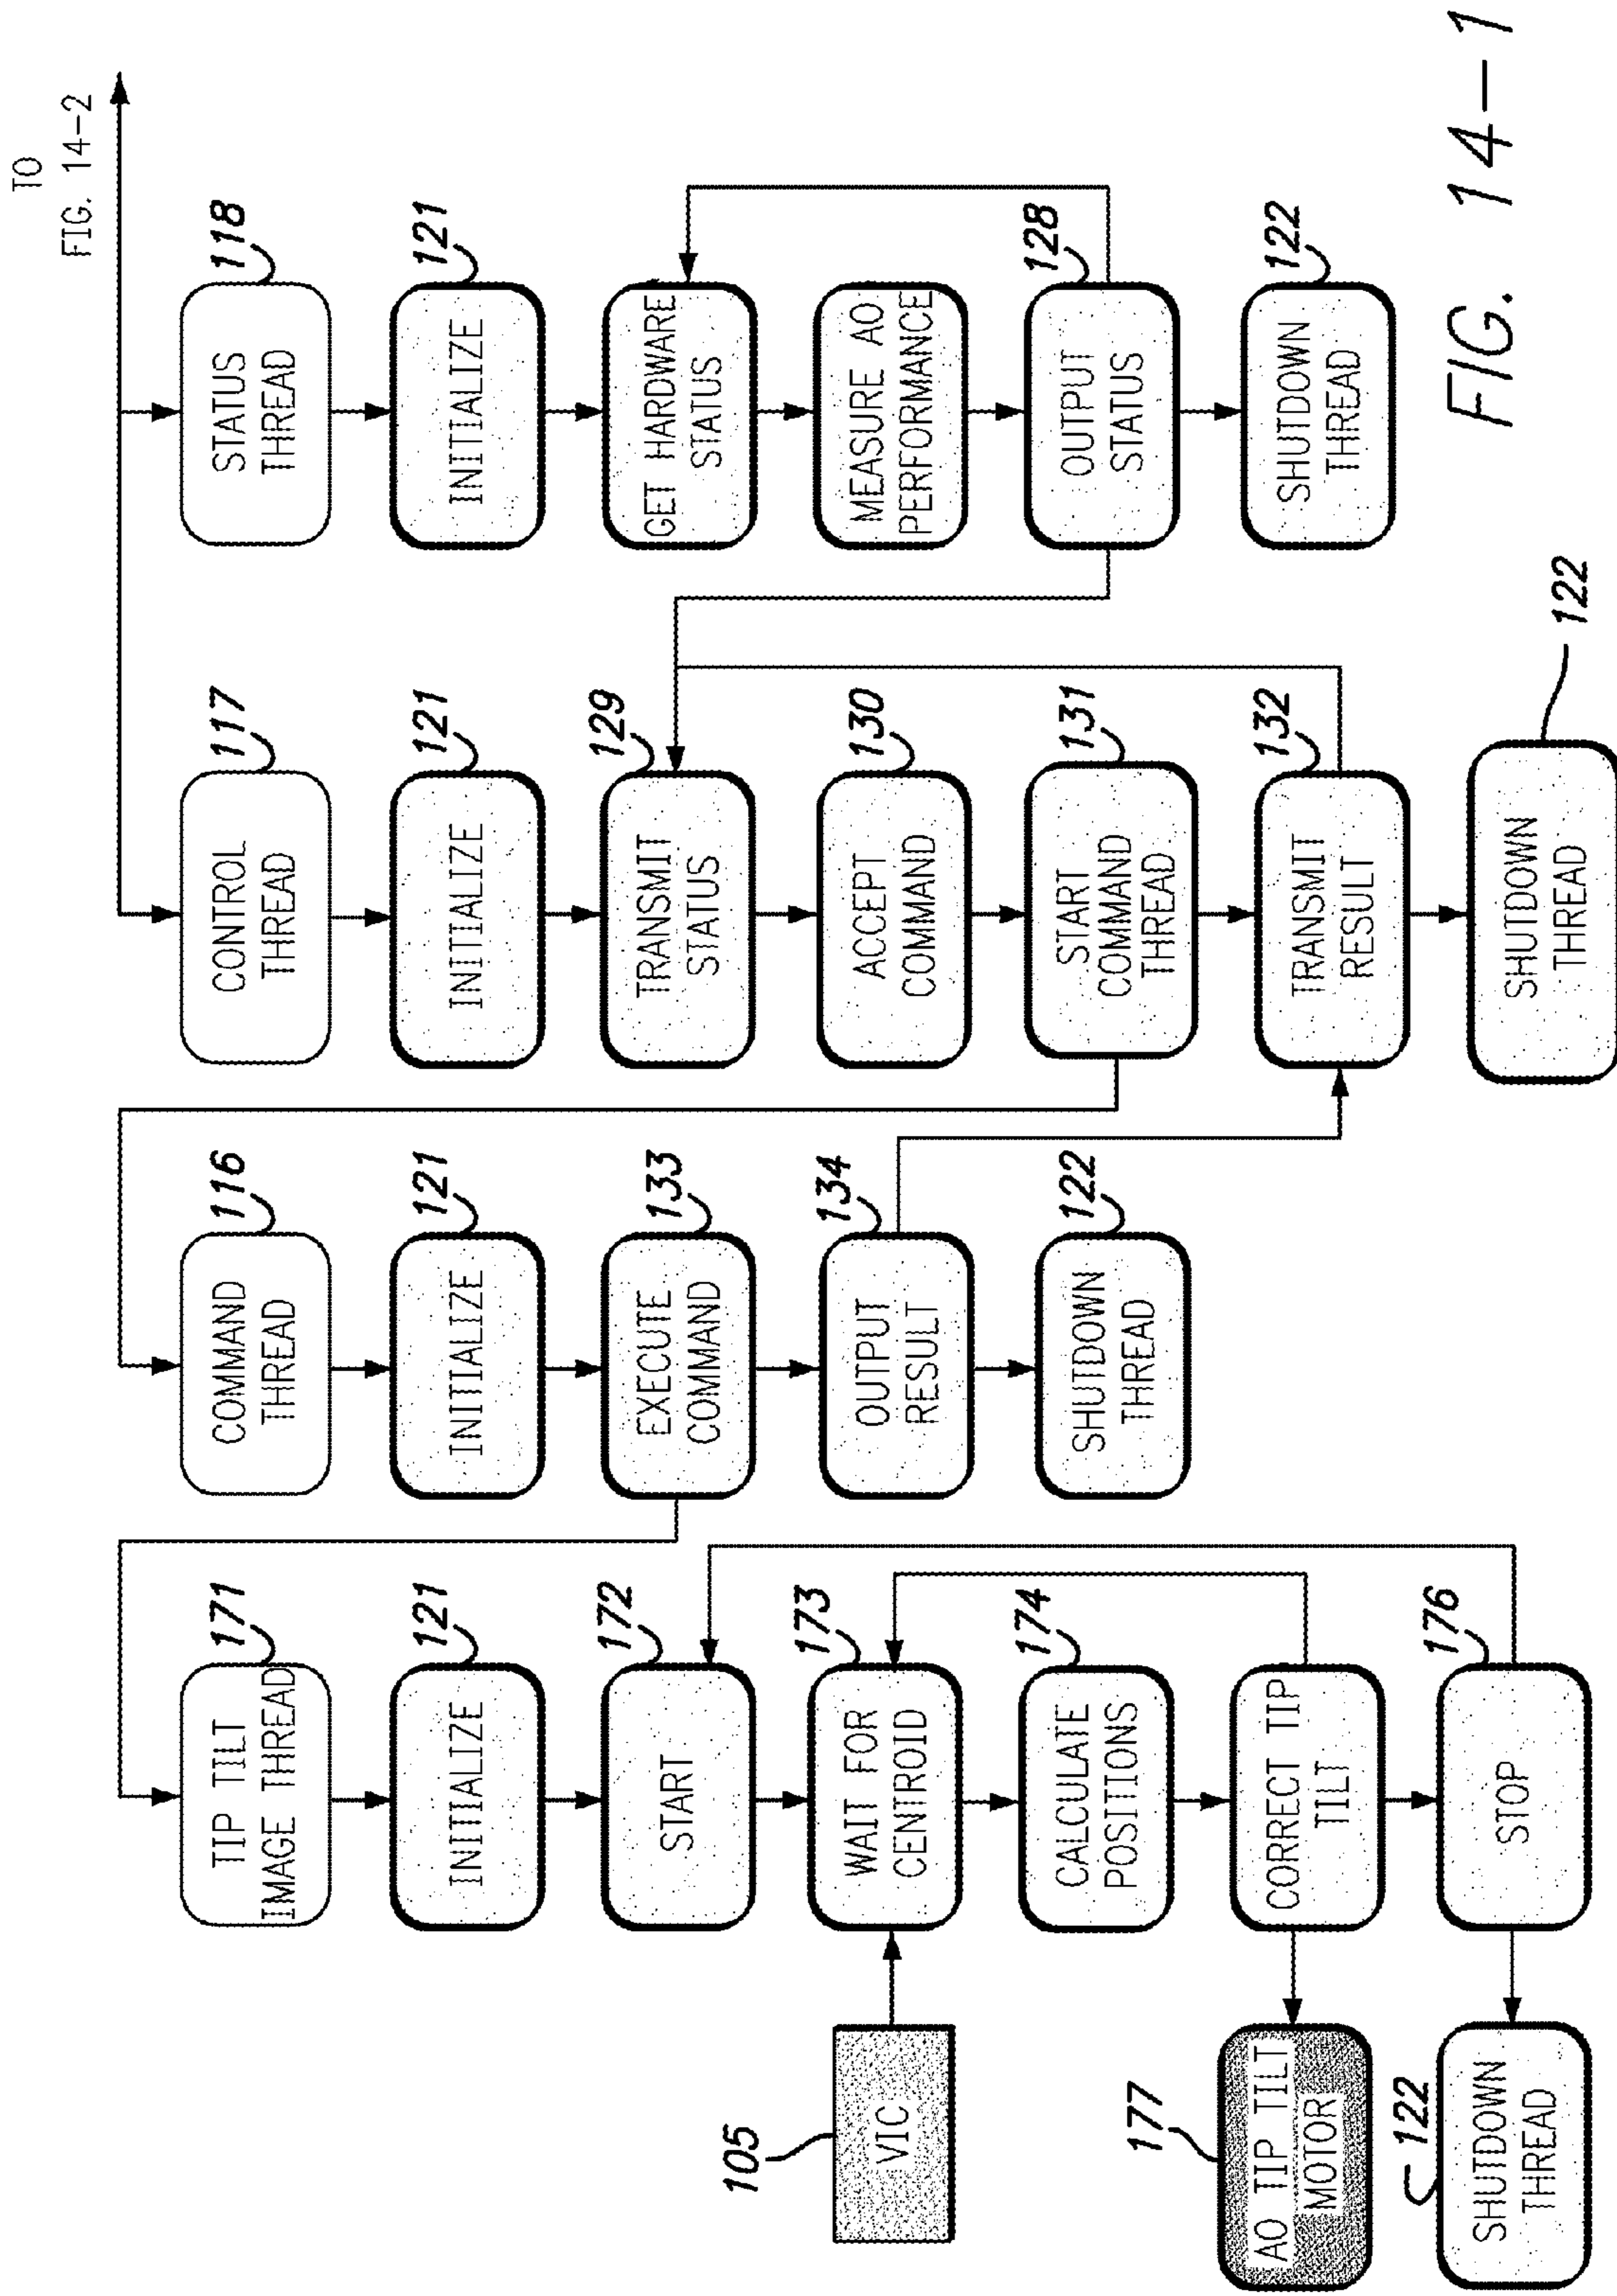 TO
FIG. 14-2
171
TIP TILT
IMAGE THREAD
121
INITIALIZE
172
START
173
WAIT FOR
CENTROID
105
VIC
174
CALCULATE
POSITIONS
CORRECT TIP
TILT
177
AO TIP TILT
MOTOR
176
STOP
122
SHUTDOWN
THREAD
116
COMMAND
THREAD
121
INITIALIZE
133
EXECUTE
COMMAND
134
OUTPUT
RESULT
122
SHUTDOWN
THREAD
117
CONTROL
THREAD
121
INITIALIZE
129
TRANSMIT
STATUS
130
ACCEPT
COMMAND
131
START
COMMAND
THREAD
132
TRANSMIT
RESULT
122
SHUTDOWN
THREAD
118
STATUS
THREAD
121
INITIALIZE
GET HARDWARE
STATUS
MEASURE AO
PERFORMANCE
128
OUTPUT
STATUS
122
SHUTDOWN
THREAD
FIG. 14-1